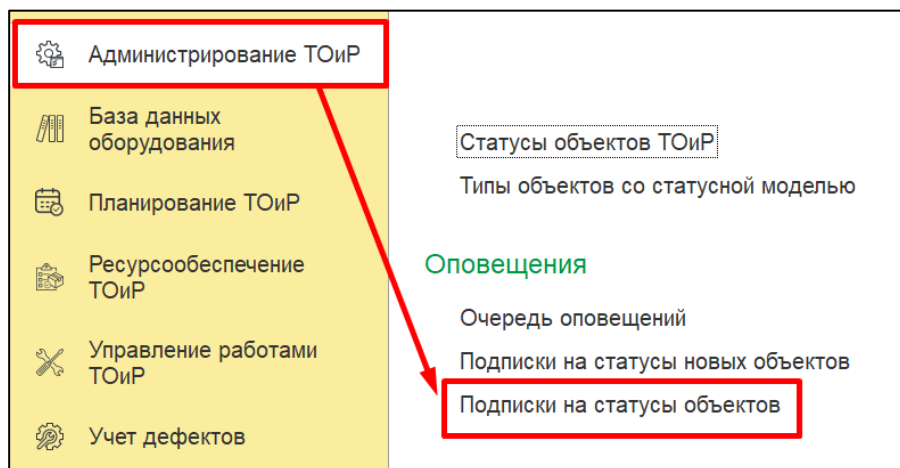 Администрирование ТОиР
База данных
оборудования
Планирование ТОиР
Ресурсообеспечение
ТОиР
Управление работами
ТОиР
Учет дефектов
Статусы объектов ТОиР
Типы объектов со статусной моделью
Оповещения
Очередь оповещений
Подписки на статусы новых объектов
Подписки на статусы объектов